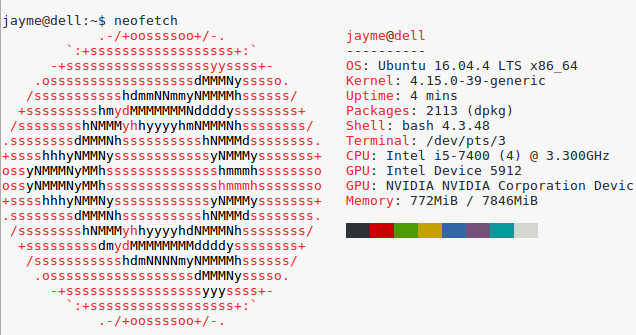 jayme@dell:~$ neofetch
.-/+oossssoo+/-.
jayme@dell
`:+ssssssssssssssssss+:`
----------
-+ssssssssssssssssssyyssss+-
OS: Ubuntu 16.04.4 LTS x86_64
.ossssssssssssssssssdMMMNysssso.
Kernel: 4.15.0-39-generic
/ssssssssssshdmmNNmmyNMMMMhssssss/
Uptime: 4 mins
+ssssssssshmydMMMMMMMNddddyssssssss+
Packages: 2113 (dpkg)
/sssssssshNMMMyhhyyyyhmNMMMNhssssssss/
Shell: bash 4.3.48
.ssssssssdMMMNhsssssssssshNMMMdssssssss.
Terminal: /dev/pts/3
+sssshhhyNMMNyssssssssssssyNMMMysssssss+
CPU: Intel i5-7400 (4) @ 3.300GHz
ossyNMMMNyMMhsssssssssssssshmmmhssssssso
GPU: Intel Device 5912
ossyNMMMNyMMhsssssssssssssshmmmhssssssso
GPU: NVIDIA NVIDIA Corporation Devic
+sssshhhyNMMNyssssssssssssyNMMMysssssss+
Memory: 772MiB / 7846MiB
.ssssssssdMMMNhsssssssssshNMMMdssssssss.
/sssssssshNMMMyhhyyyyhdNMMMNhssssssss/
+sssssssssdmydMMMMMMMMddddyssssssss+
/ssssssssssshdmNNNNmyNMMMMhssssss/
.ossssssssssssssssssdMMMNysssso.
-+sssssssssssssssssyyyssss+-
`:+ssssssssssssssssss+:`
.-/+oossssoo+/-.